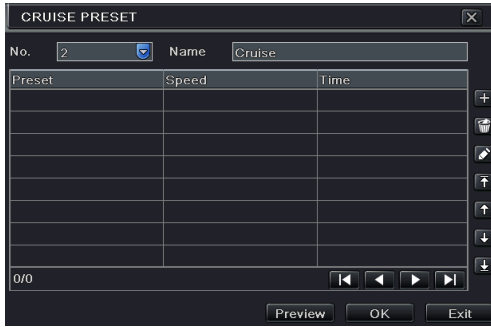 CRUISE PRESET
No. 2 Name Cruise
Preset Speed Time
0/0
Preview OK Exit